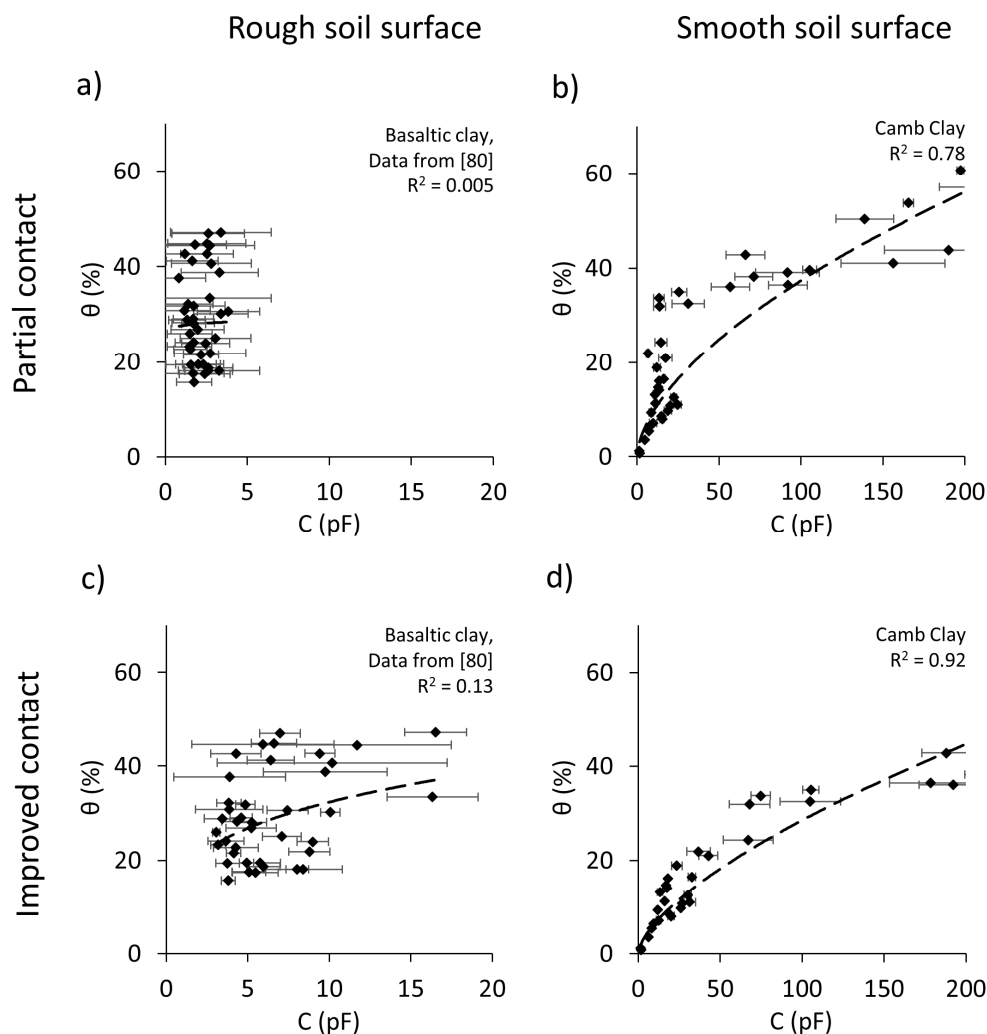 Rough soil surface
Smooth soil surface
Partial contact
Improved contact
a)
Basaltic clay,
Data from [80]
R² = 0.005
θ (%)
60
40
20
0
0 5 10 15 20
C (pF)
b)
Camb Clay
R² = 0.78
θ (%)
60
40
20
0
0 50 100 150 200
C (pF)
c)
Basaltic clay,
Data from [80]
R² = 0.13
θ (%)
60
40
20
0
0 5 10 15 20
C (pF)
d)
Camb Clay
R² = 0.92
θ (%)
60
40
20
0
0 50 100 150 200
C (pF)